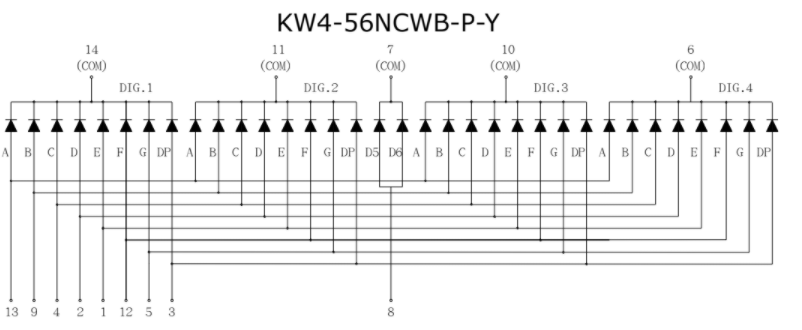 KW4-56NCWB-P-Y
14 11 7 10 6
(COM) (COM) (COM) (COM) (COM)
DIG.1 DIG.2 DIG.3 DIG.4
A B C D E F G DP A B C D E F G DP D5 D6 A B C D E F G DP A B C D E F G DP
13 9 4 2 1 12 5 3 8